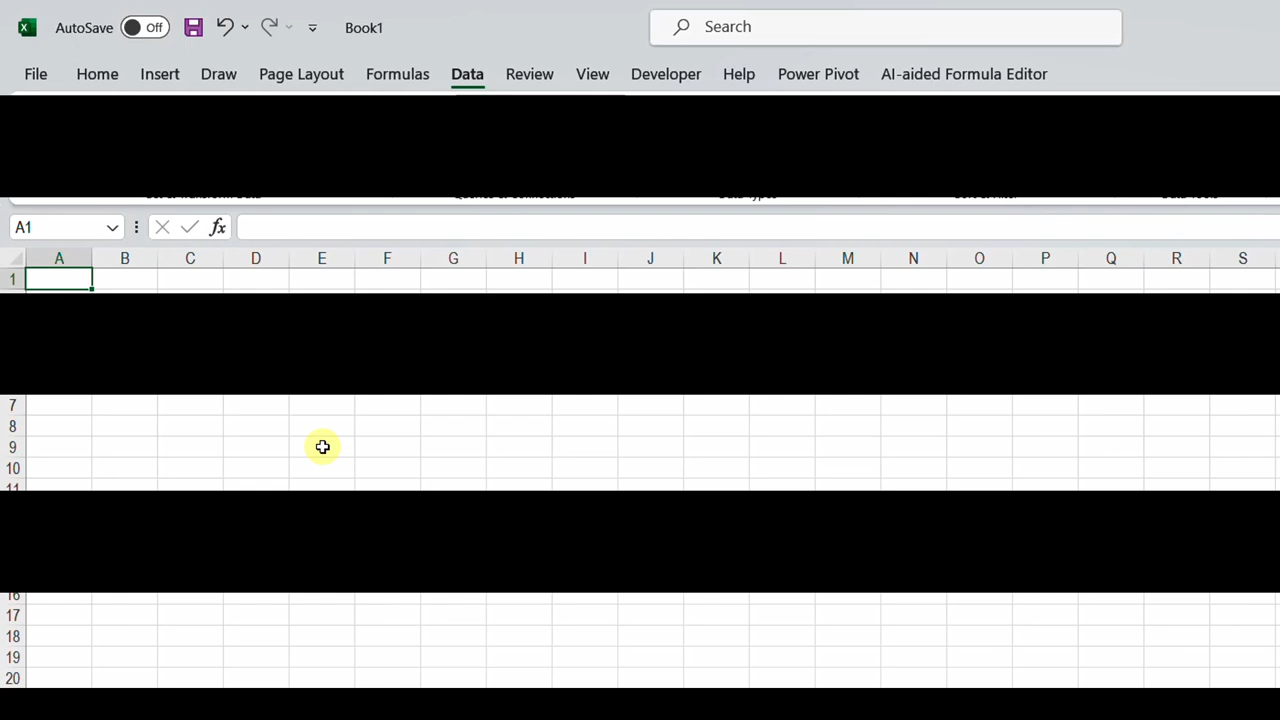 AutoSave Off Book1 Search
File Home Insert Draw Page Layout Formulas Data Review View Developer Help Power Pivot AI-aided Formula Editor
A1 fx
A B C D E F G H I J K L M N O P Q R S
1
7
8
9
10
17
18
19
20